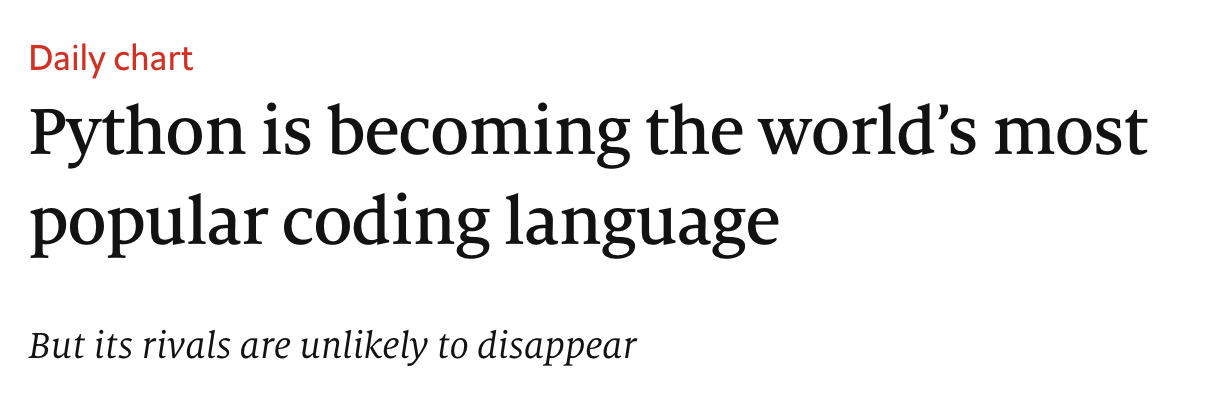 Daily chart
Python is becoming the world’s most
popular coding language
But its rivals are unlikely to disappear